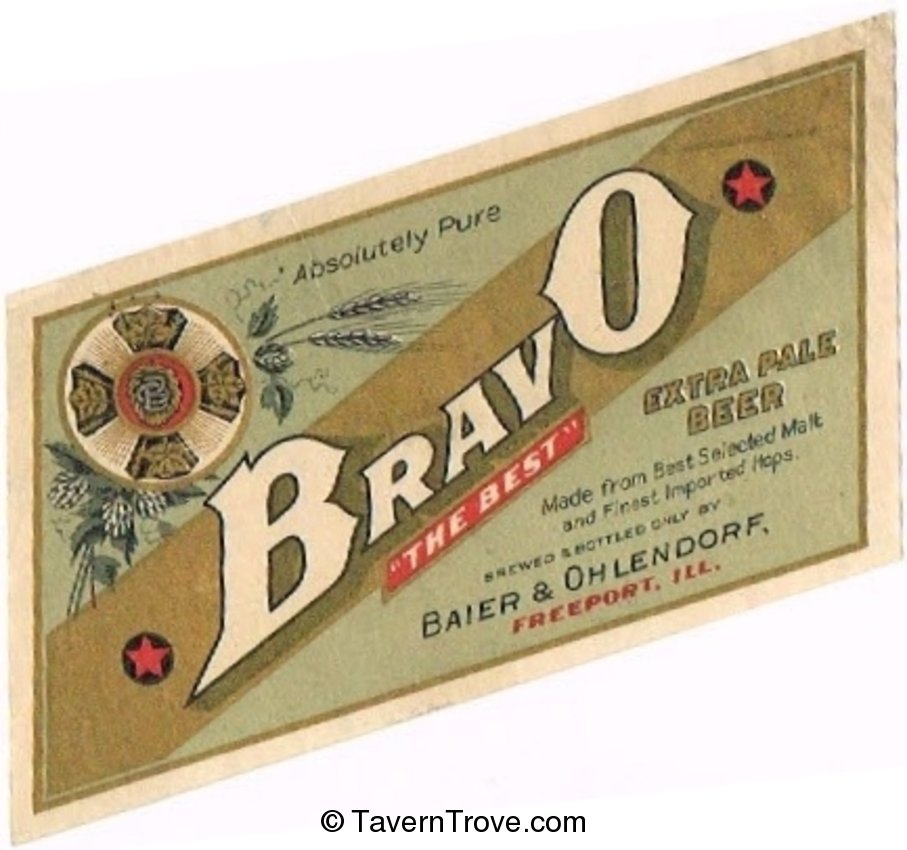 Absolutely Pure
BRAVO
"THE BEST"
EXTRA PALE
BEER
Made from Best Selected Malt
and Finest Imported Hops.
BREWED & BOTTLED ONLY BY
BAIER & OHLENDORF,
FREEPORT, ILL.
© TavernTrove.com